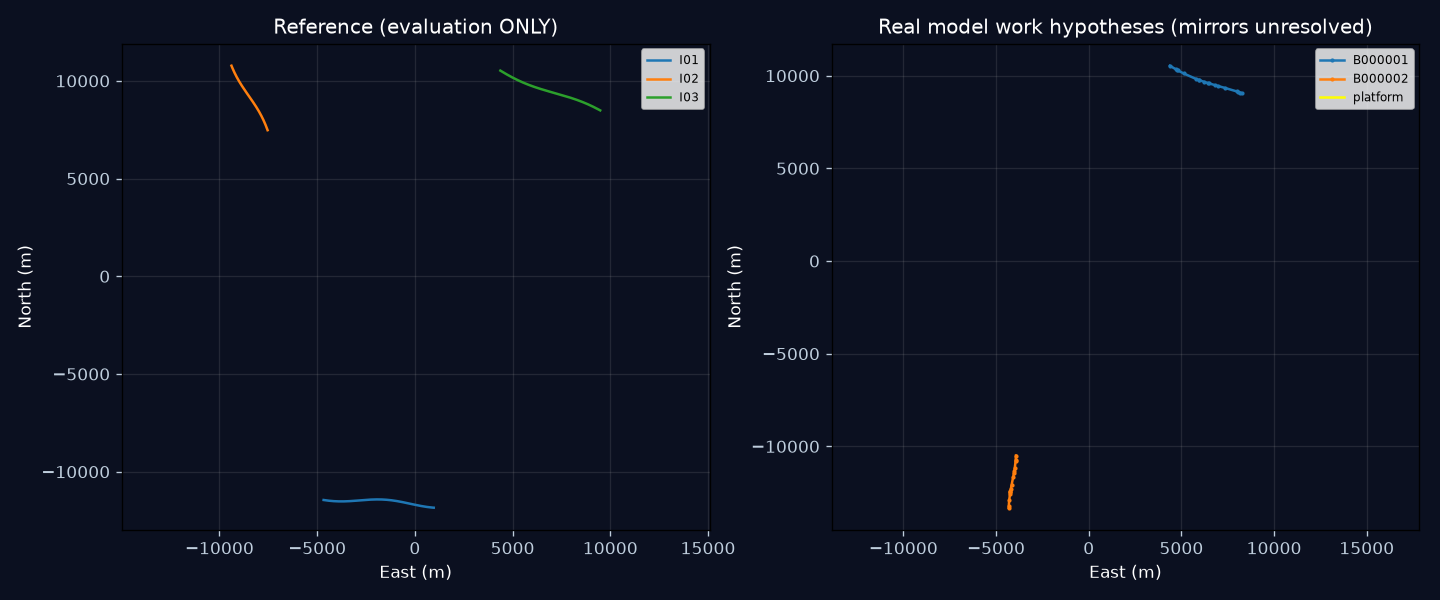 Reference (evaluation ONLY)
I01
I02
I03
10000
5000
0
−5000
−10000
North (m)
−10000
−5000
0
5000
10000
15000
East (m)
Real model work hypotheses (mirrors unresolved)
B000001
B000002
platform
10000
5000
0
−5000
−10000
North (m)
−10000
−5000
0
5000
10000
15000
East (m)